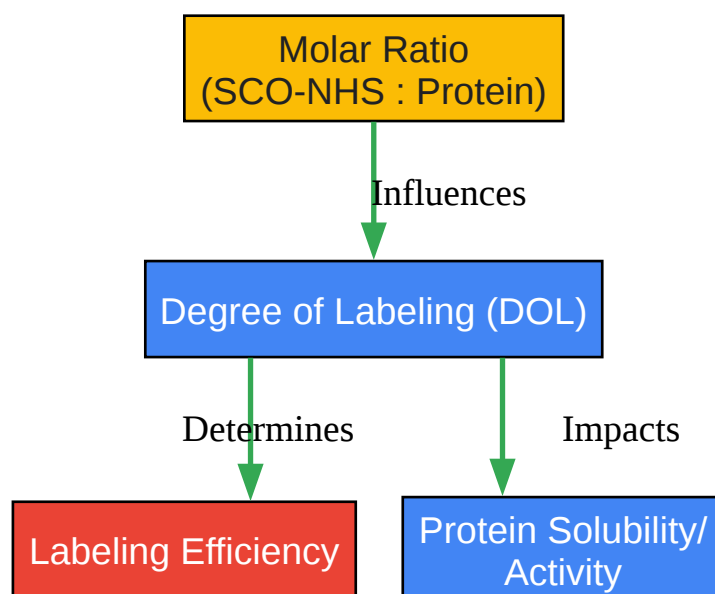 Molar Ratio
(SCO-NHS : Protein)
Influences
Degree of Labeling (DOL)
Determines
Impacts
Labeling Efficiency
Protein Solubility/
Activity